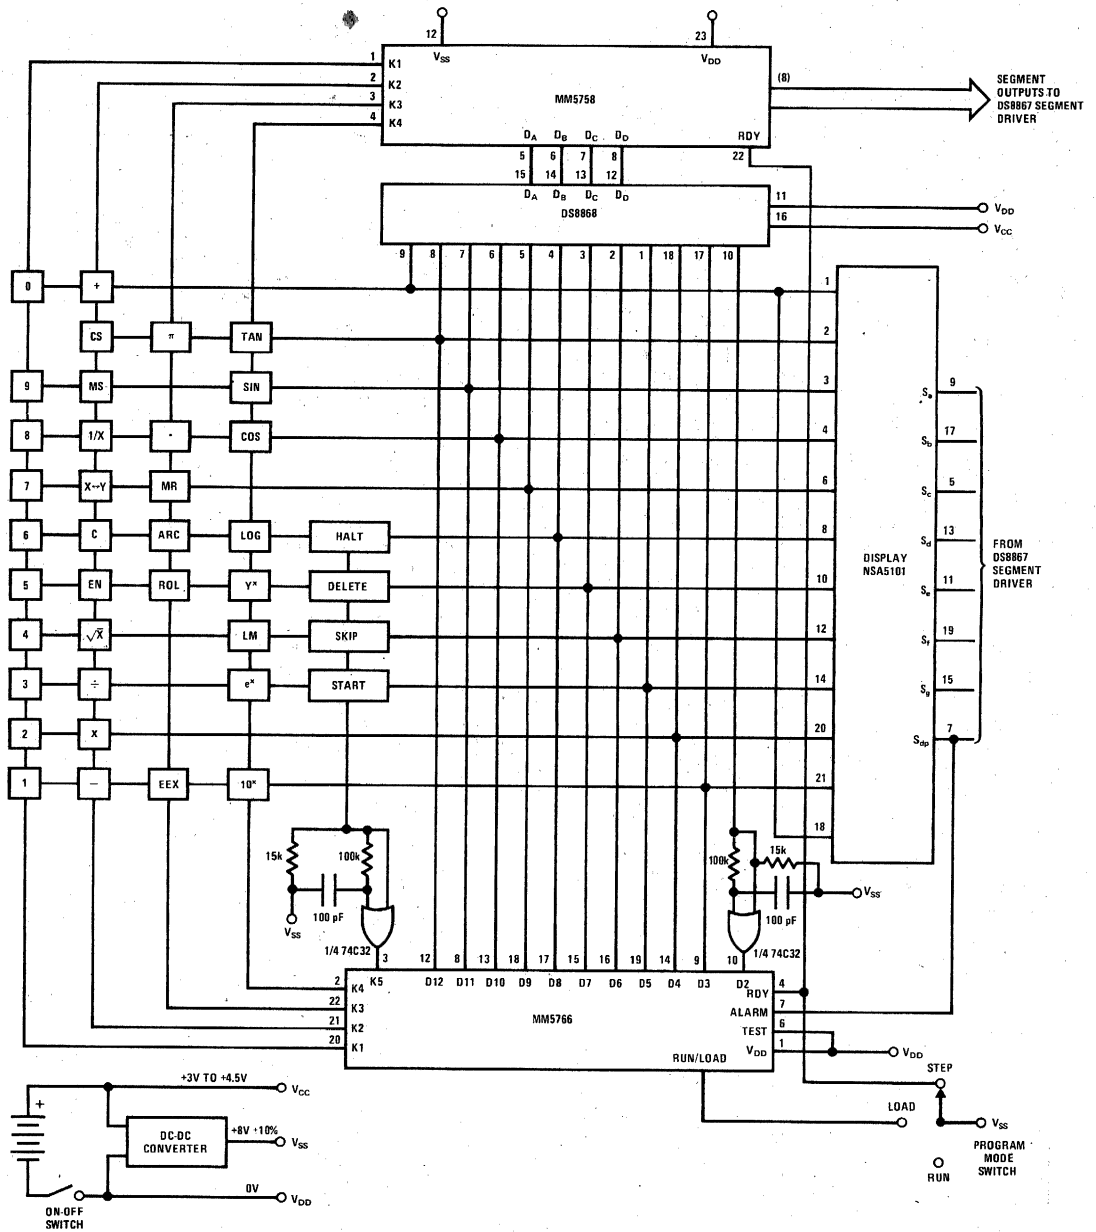 12
23
VSS
VDD
MM5758
1
K1
2
K2
3
K3
4
K4
(8)
SEGMENT
OUTPUTS TO
DS8867 SEGMENT
DRIVER
DA DB DC DD
RDY
5 6 7 8
22
15 14 13 12
DA DB DC DD
DS8868
11
VDD
16
VCC
9 8 7 6 5 4 3 2 1 18 17 10
0 +
1
CS π TAN
2
9 MS SIN
3
Sa 9
8 1/X - COS
4
Sb 17
7 X↔Y MR
6
Sc 5
6 C ARC LOG HALT
8
Sd 13
DISPLAY
NSA5101
FROM
DS8867
SEGMENT
DRIVER
5 EN ROL Yx DELETE
10
Se 11
4 √X LM SKIP
12
Sf 19
3 ÷ ex START
14
Sg 15
2 X
20
Sdp 7
1 — EEX 10x
21
18
15k
100k
100 pF
VSS
1/4 74C32
100k
15k
100 pF
VSS
1/4 74C32
3 12 8 13 18 17 15 16 19 14 9 10
K5 D12 D11 D10 D9 D8 D7 D6 D5 D4 D3 D2
2 K4
22 K3
21 K2
20 K1
MM5766
RDY 4
ALARM 7
TEST 6
VDD 1
VDD
RUN/LOAD
STEP
LOAD
VSS
PROGRAM
MODE
SWITCH
RUN
+3V TO +4.5V
VCC
+
DC-DC
CONVERTER
+8V +10%
VSS
0V
VDD
ON-OFF
SWITCH